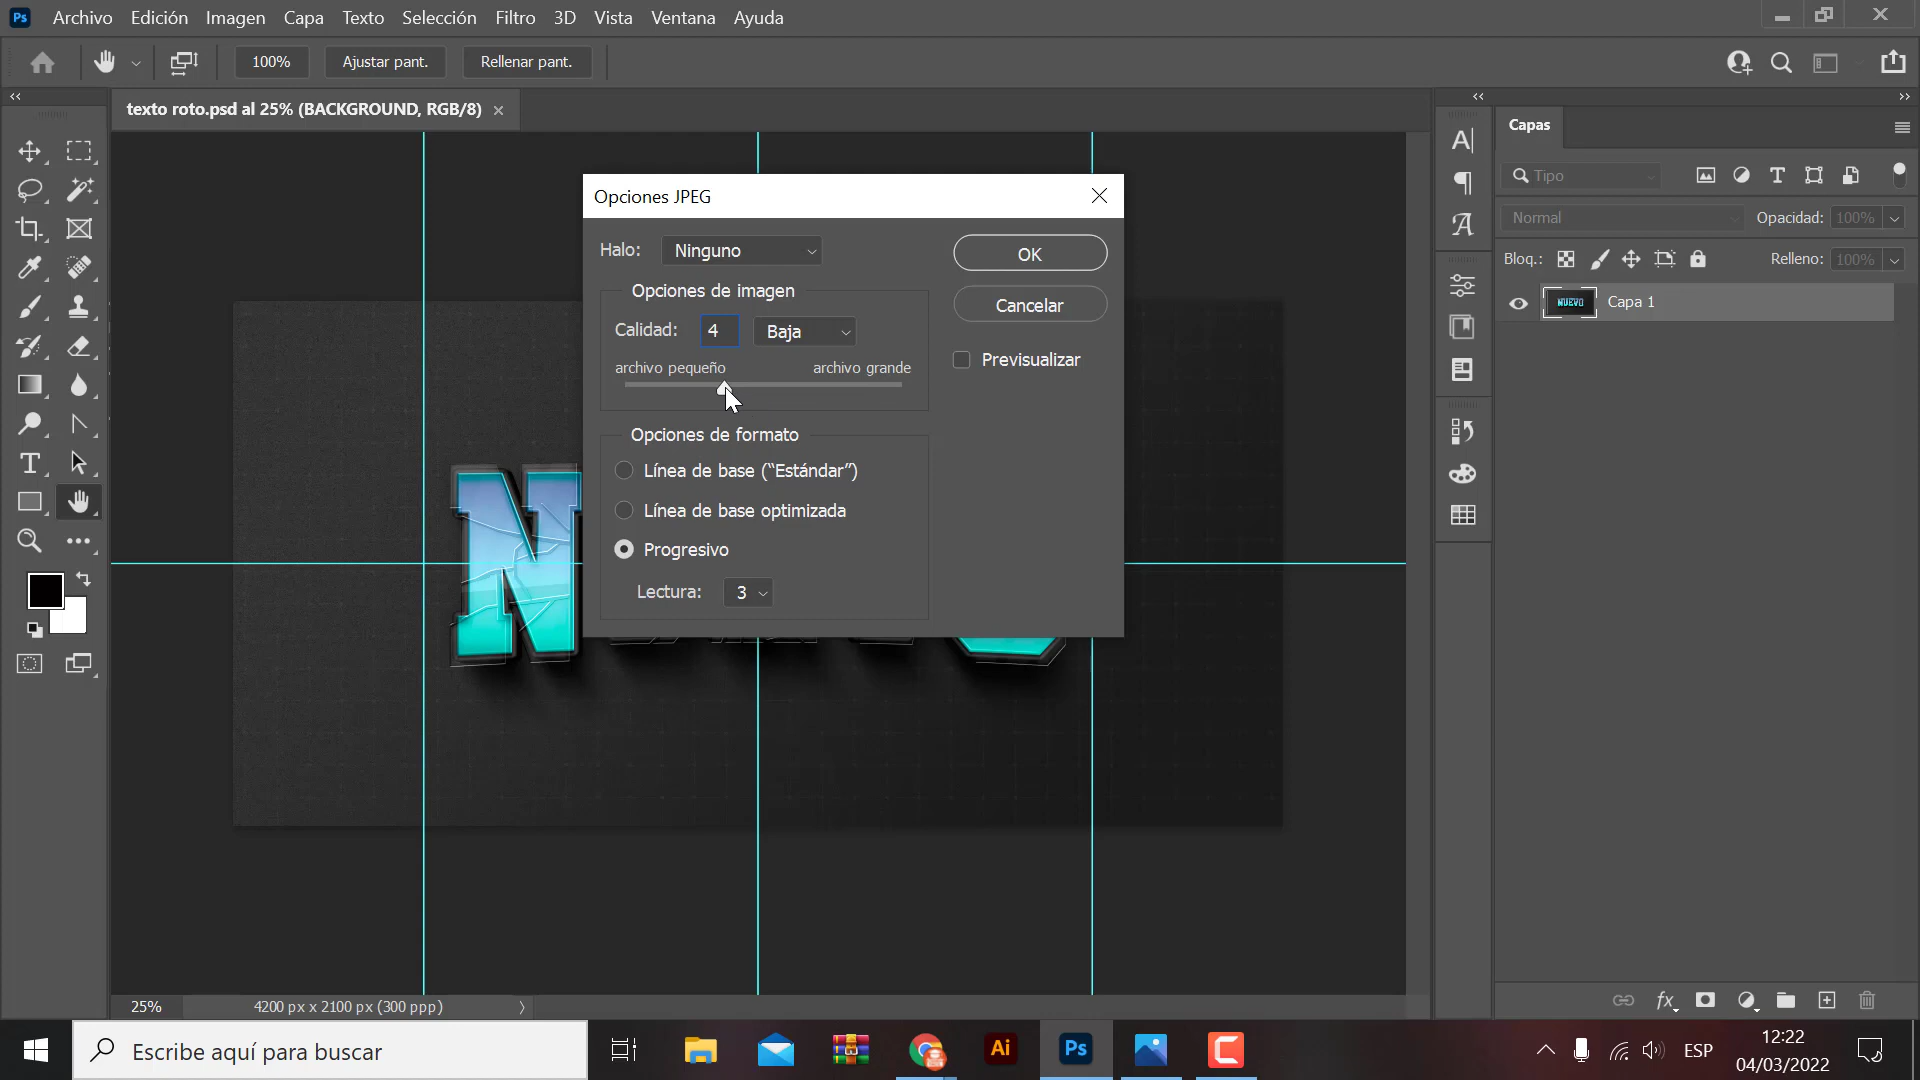 Ps Archivo Edición Imagen Capa Texto Selección Filtro 3D Vista Ventana Ayuda
100% Ajustar pant. Rellenar pant.
texto roto.psd al 25% (BACKGROUND, RGB/8)
Capas
Tipo
Normal Opacidad: 100%
Bloq.: Relleno: 100%
NUEVO Capa 1
Opciones JPEG
Halo: Ninguno
OK
Cancelar
Previsualizar
Opciones de imagen
Calidad: 4 Baja
archivo pequeño archivo grande
Opciones de formato
Línea de base (“Estándar”)
Línea de base optimizada
Progresivo
Lectura: 3
N
25% 4200 px x 2100 px (300 ppp)
Escribe aquí para buscar
Ai Ps
ESP
12:22
04/03/2022